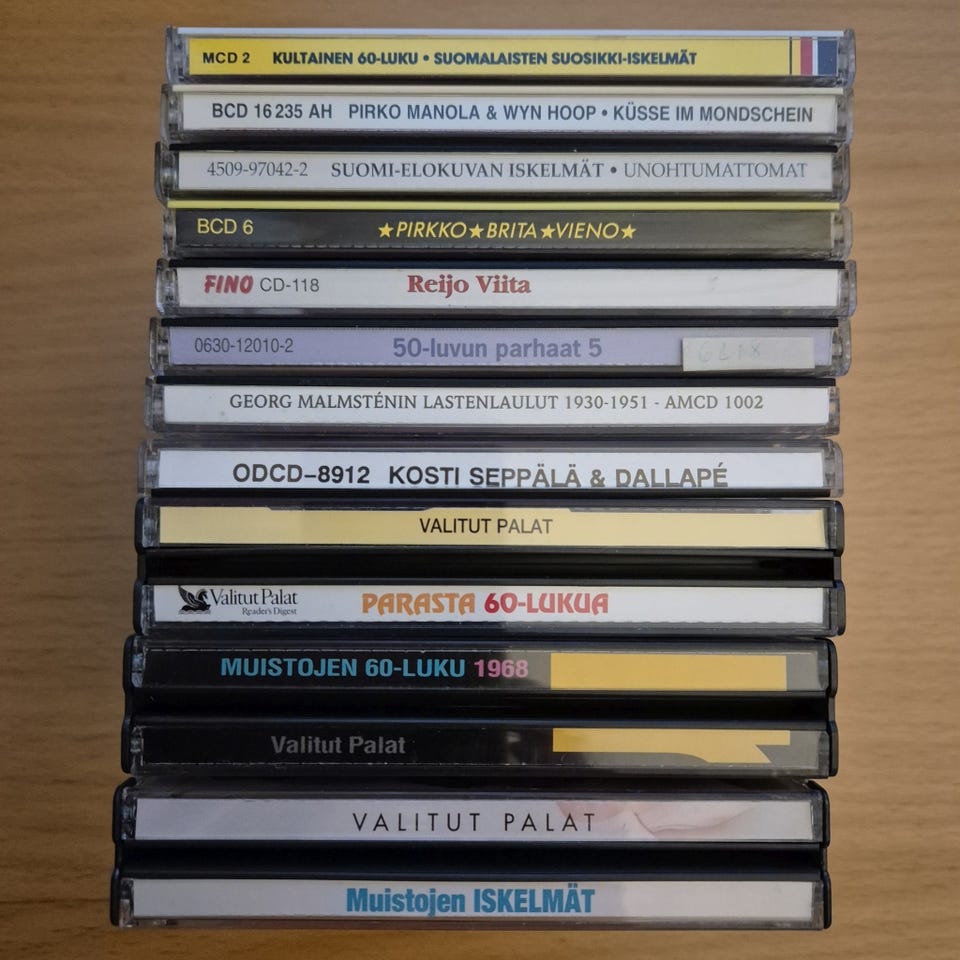 MCD 2 KULTAINEN 60-LUKU • SUOMALAISTEN SUOSIKKI-ISKELMÄT
BCD 16 235 AH PIRKO MANOLA & WYN HOOP • KÜSSE IM MONDSCHEIN
4509-97042-2 SUOMI-ELOKUVAN ISKELMÄT • UNOHTUMATTOMAT
BCD 6 ★PIRKKO★BRITA★VIENO★
FINO CD-118 Reijo Viita
0630-12010-2 50-luvun parhaat 5
GEORG MALMSTÉNIN LASTENLAULUT 1930-1951 - AMCD 1002
ODCD-8912 KOSTI SEPPÄLÄ & DALLAPÉ
VALITUT PALAT
Valitut Palat PARASTA 60-LUKUA
Reader's Digest
MUISTOJEN 60-LUKU 1968
Valitut Palat
VALITUT PALAT
Muistojen ISKELMÄT